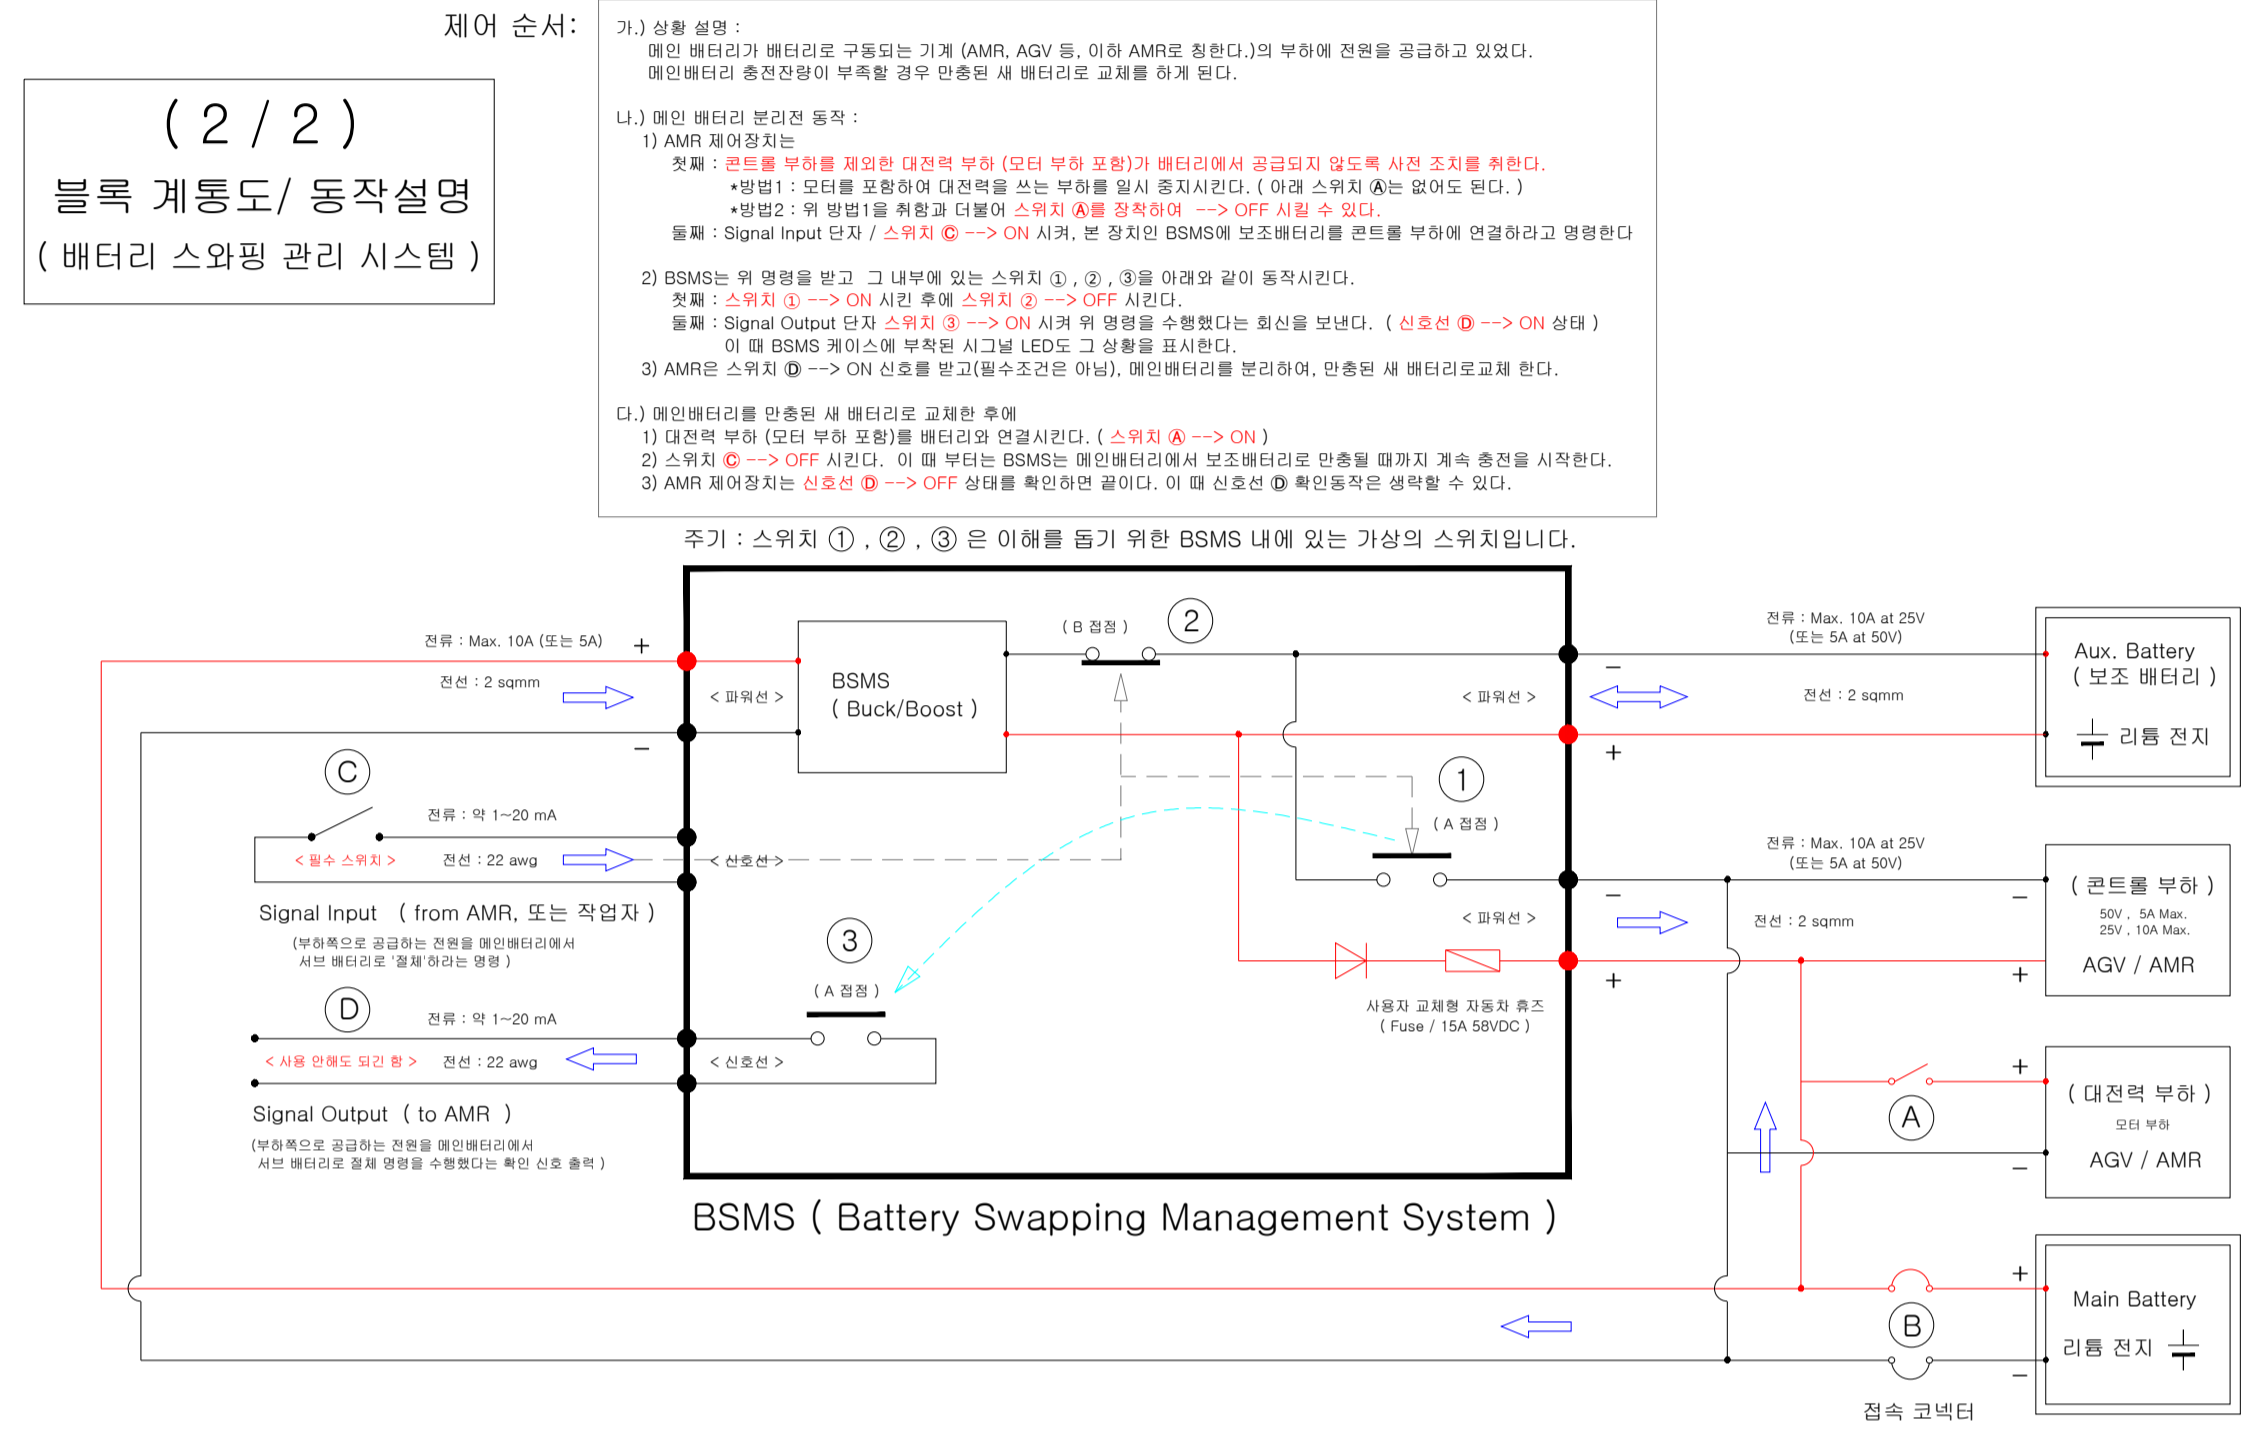 제어 순서:
( 2 / 2 )
블록 계통도/ 동작설명
( 배터리 스와핑 관리 시스템 )
가.) 상황 설명 :
메인 배터리가 배터리로 구동되는 기계 (AMR, AGV 등, 이하 AMR로 칭한다.)의 부하에 전원을 공급하고 있었다.
메인배터리 충전잔량이 부족할 경우 만충된 새 배터리로 교체를 하게 된다.
나.) 메인 배터리 분리전 동작 :
1) AMR 제어장치는
첫째 : 콘트롤 부하를 제외한 대전력 부하 (모터 부하 포함)가 배터리에서 공급되지 않도록 사전 조치를 취한다.
*방법1 : 모터를 포함하여 대전력을 쓰는 부하를 일시 중지시킨다. ( 아래 스위치 Ⓐ는 없어도 된다. )
*방법2 : 위 방법1을 취함과 더불어 스위치 Ⓐ를 장착하여 --> OFF 시킬 수 있다.
둘째 : Signal Input 단자 / 스위치 Ⓒ --> ON 시켜, 본 장치인 BSMS에 보조배터리를 콘트롤 부하에 연결하라고 명령한다
2) BSMS는 위 명령을 받고 그 내부에 있는 스위치 ① , ② , ③을 아래와 같이 동작시킨다.
첫째 : 스위치 ① --> ON 시킨 후에 스위치 ② --> OFF 시킨다.
둘째 : Signal Output 단자 스위치 ③ --> ON 시켜 위 명령을 수행했다는 회신을 보낸다. ( 신호선 Ⓓ --> ON 상태 )
이 때 BSMS 케이스에 부착된 시그널 LED도 그 상황을 표시한다.
3) AMR은 스위치 Ⓓ --> ON 신호를 받고(필수조건은 아님), 메인배터리를 분리하여, 만충된 새 배터리로교체 한다.
다.) 메인배터리를 만충된 새 배터리로 교체한 후에
1) 대전력 부하 (모터 부하 포함)를 배터리와 연결시킨다. ( 스위치 Ⓐ --> ON )
2) 스위치 Ⓒ --> OFF 시킨다. 이 때 부터는 BSMS는 메인배터리에서 보조배터리로 만충될 때까지 계속 충전을 시작한다.
3) AMR 제어장치는 신호선 Ⓓ --> OFF 상태를 확인하면 끝이다. 이 때 신호선 Ⓓ 확인동작은 생략할 수 있다.
주기 : 스위치 ① , ② , ③ 은 이해를 돕기 위한 BSMS 내에 있는 가상의 스위치입니다.
전류 : Max. 10A (또는 5A)
+
전선 : 2 sqmm
< 파워선 >
−
BSMS
( Buck/Boost )
( B 접점 )
②
< 파워선 >
전류 : Max. 10A at 25V
(또는 5A at 50V)
−
전선 : 2 sqmm
+
Aux. Battery
( 보조 배터리 )
리튬 전지
Ⓒ
전류 : 약 1~20 mA
< 필수 스위치 >
전선 : 22 awg
< 신호선 >
Signal Input ( from AMR, 또는 작업자 )
(부하쪽으로 공급하는 전원을 메인배터리에서
서브 배터리로 '절체'하라는 명령 )
①
( A 접점 )
전류 : Max. 10A at 25V
(또는 5A at 50V)
−
< 파워선 >
전선 : 2 sqmm
+
( 콘트롤 부하 )
50V , 5A Max.
25V , 10A Max.
AGV / AMR
−
+
③
( A 접점 )
사용자 교체형 자동차 휴즈
( Fuse / 15A 58VDC )
Ⓓ
전류 : 약 1~20 mA
< 사용 안해도 되긴 함 >
전선 : 22 awg
< 신호선 >
Signal Output ( to AMR )
(부하쪽으로 공급하는 전원을 메인배터리에서
서브 배터리로 절체 명령을 수행했다는 확인 신호 출력 )
+
Ⓐ
−
( 대전력 부하 )
모터 부하
AGV / AMR
BSMS ( Battery Swapping Management System )
+
Ⓑ
−
Main Battery
리튬 전지
접속 코넥터